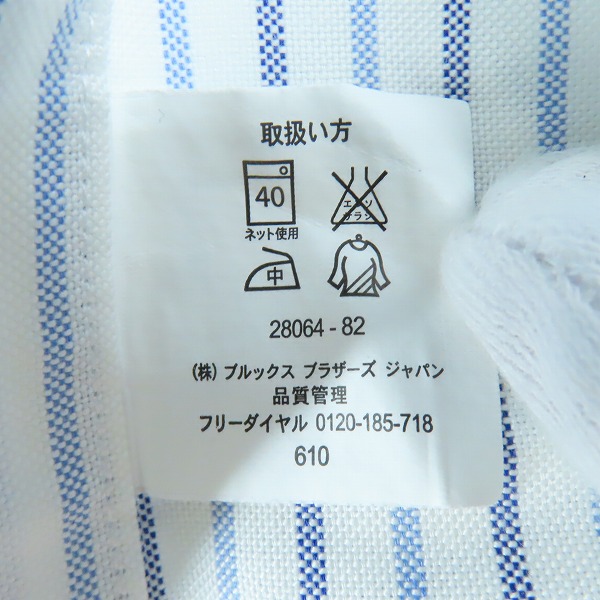 取扱い方
40
エンソ
サラシ
ネット使用
中
28064-82
(株) ブルックス ブラザーズ ジャパン
品質管理
フリーダイヤル 0120-185-718
610